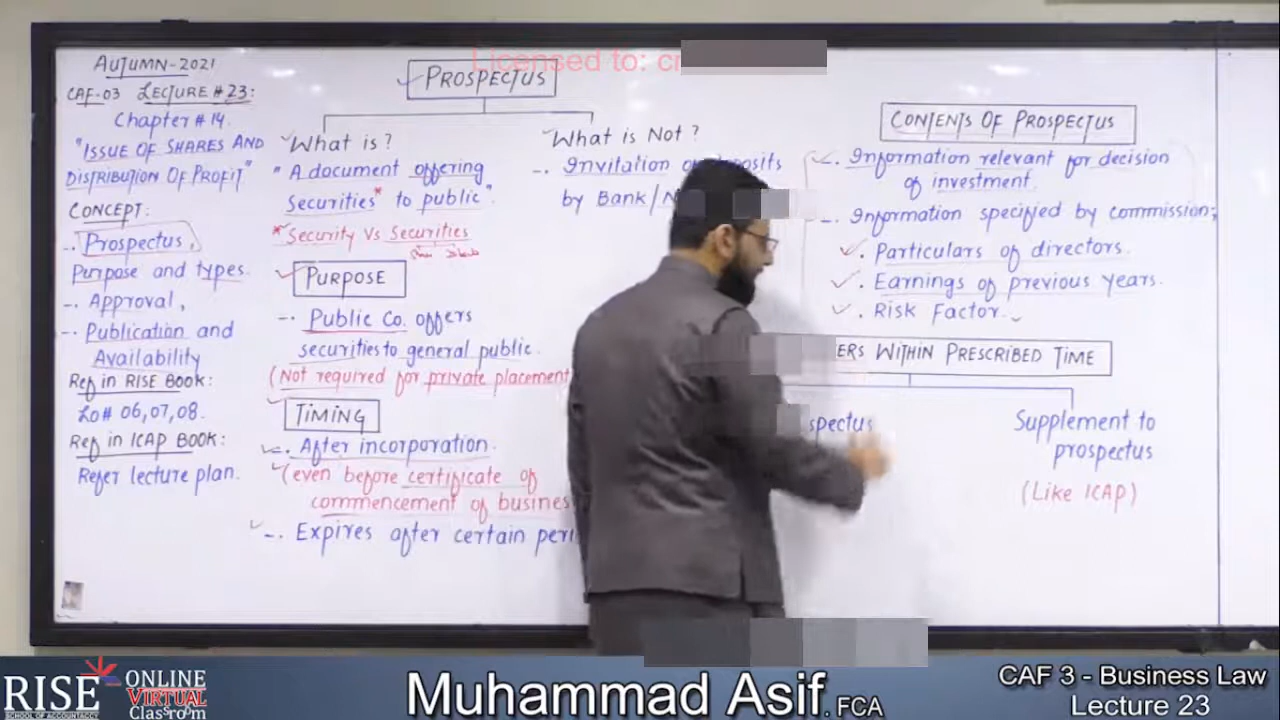 Licensed to: cr
AUTUMN-2021
CAF-03 LECTURE # 23:
Chapter # 14.
"ISSUE OF SHARES AND
DISTRIBUTION OF PROFIT"
CONCEPT:
-. Prospectus,
Purpose and types.
-. Approval,
-. Publication and
Availability
Ref in RISE BOOK:
LO# 06,07,08.
Ref in ICAP BOOK:
Refer lecture plan.
PROSPECTUS
What is?
"A document offering
Securities* to public".
*Security Vs Securities
PURPOSE
-. Public Co. offers
securities to general public.
(Not required for private placement
TIMING
-. After incorporation.
(even before certificate of
commencement of busines
-. Expires after certain peri
What is Not?
-. Invitation
by Bank/N
CONTENTS OF PROSPECTUS
-. Information relevant for decision
of investment.
-. Information specified by commission;
Particulars of directors.
Earnings of previous years.
Risk Factor.
ERS WITHIN PRESCRIBED TIME
spectus
Supplement to
prospectus
(Like ICAP)
RISE
SCHOOL OF ACCOUNTANCY
ONLINE
VIRTUAL
Classroom
Muhammad Asif. FCA
CAF 3 - Business Law
Lecture 23